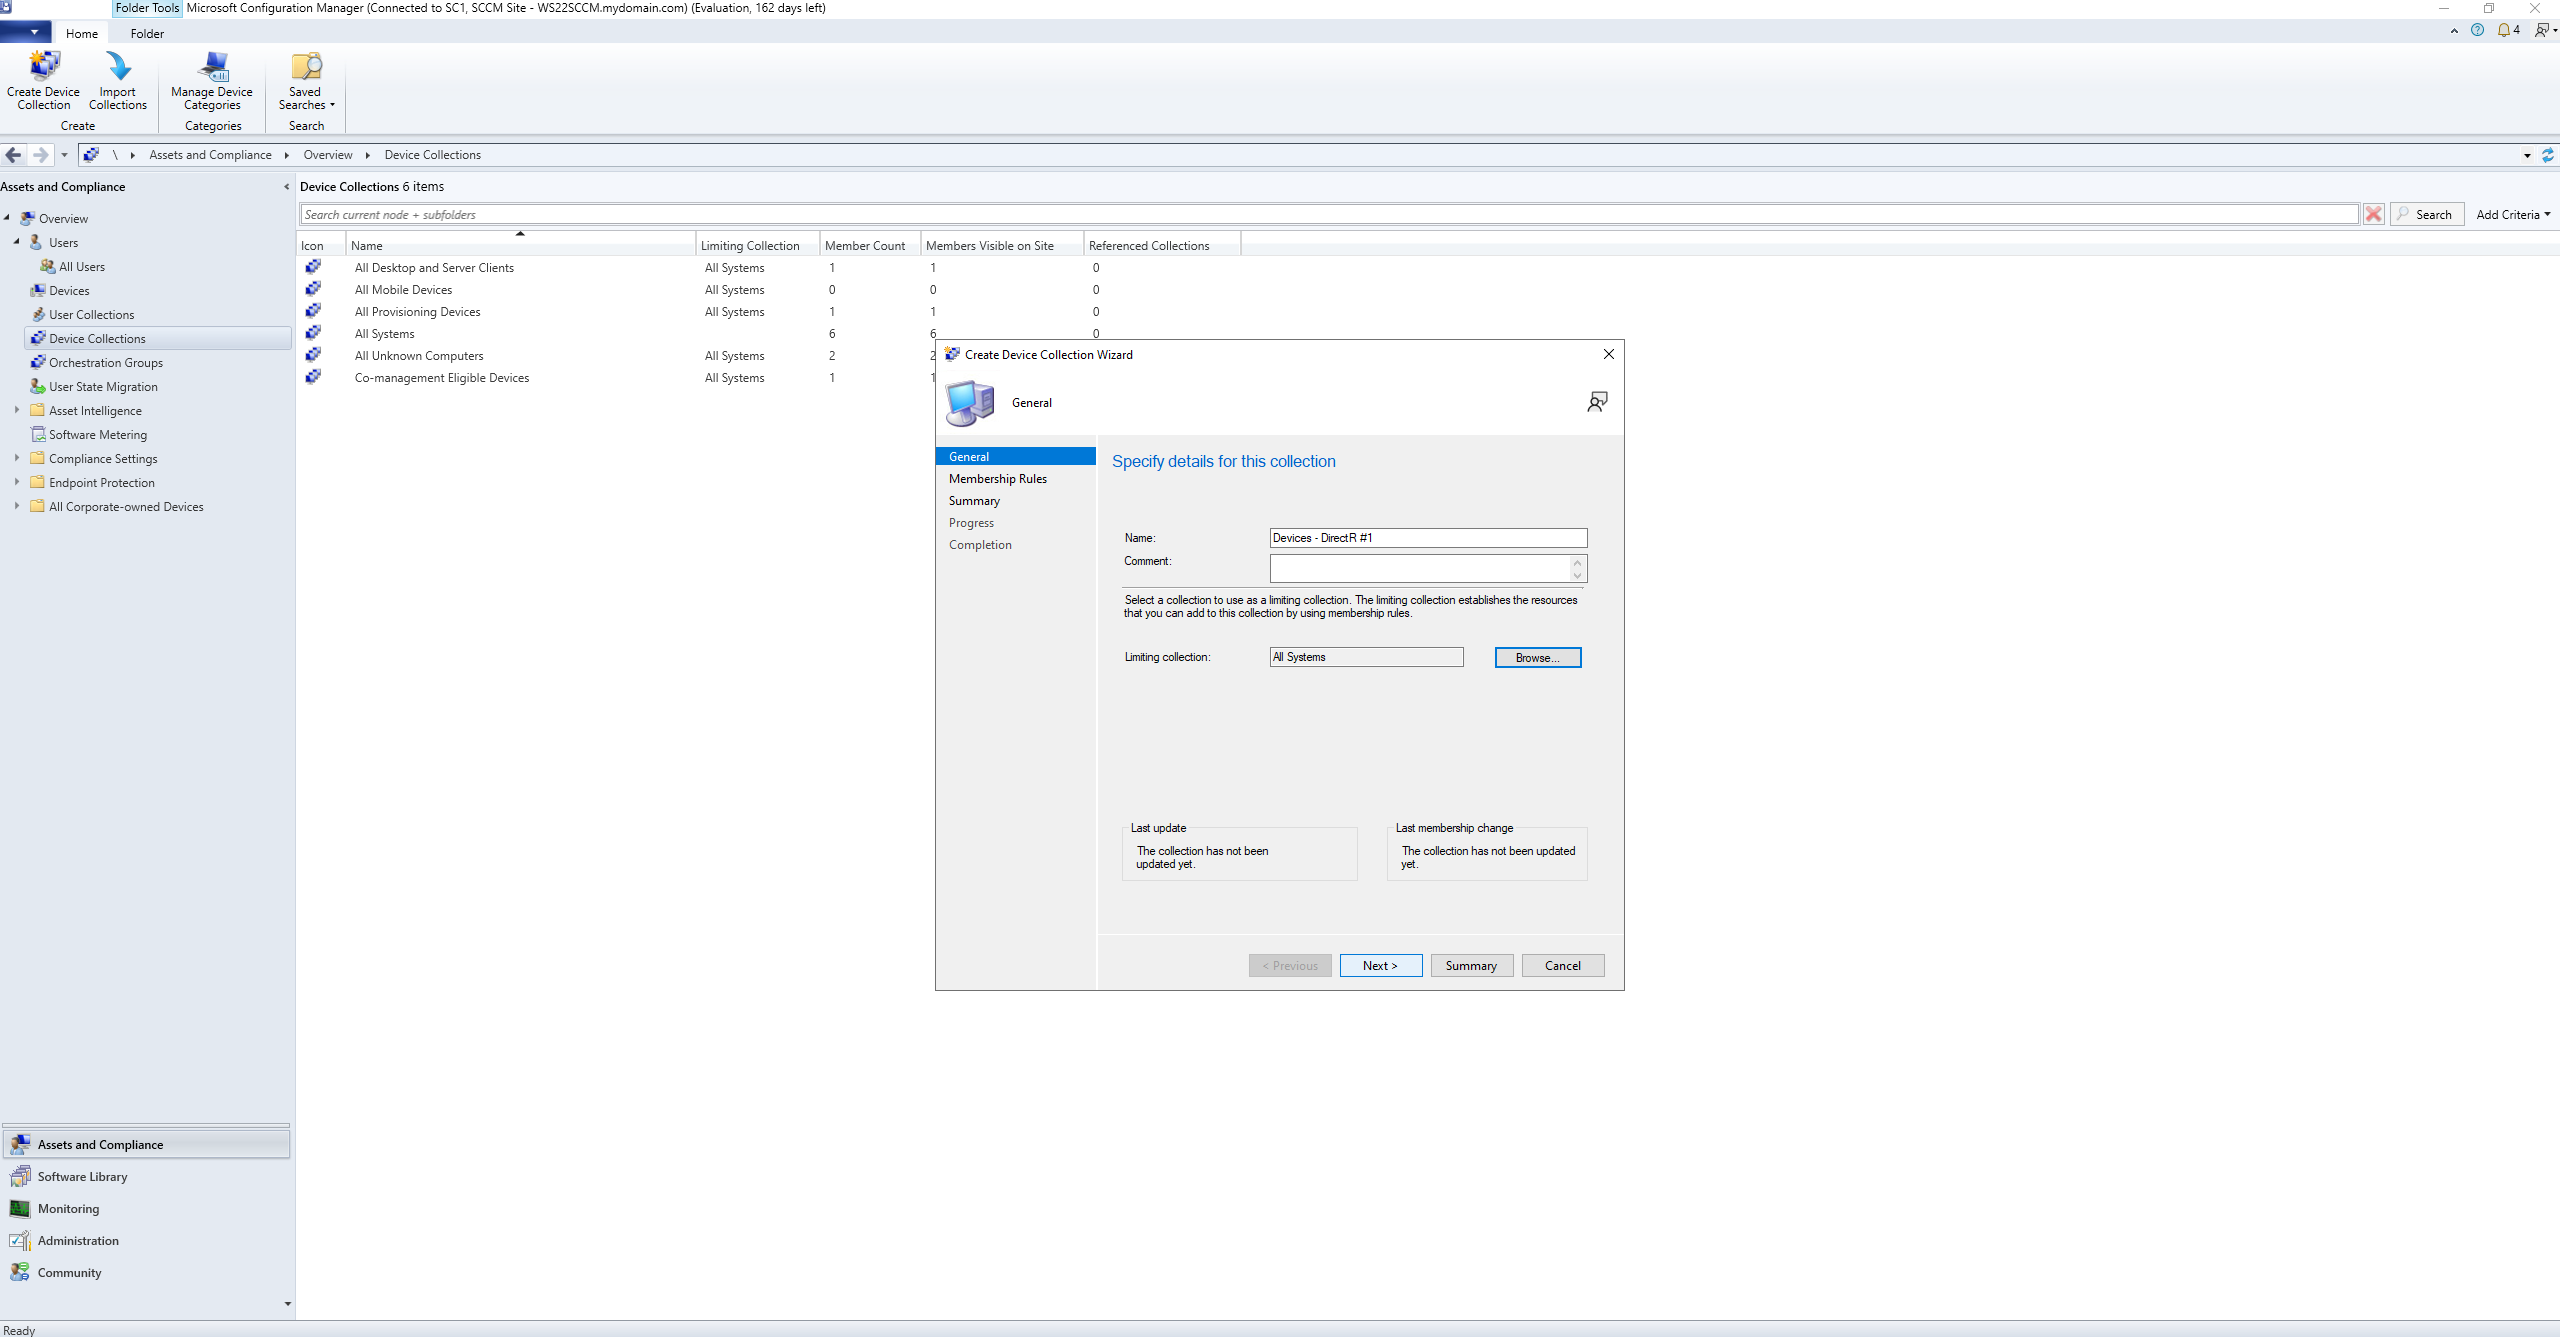 Folder Tools Microsoft Configuration Manager (Connected to SC1, SCCM Site - WS22SCCM.mydomain.com) (Evaluation, 162 days left)
Home Folder
4
Create Device Collection
Import Collections
Manage Device Categories
Saved Searches
Create
Categories
Search
\ Assets and Compliance Overview Device Collections
Assets and Compliance
Overview
Users
All Users
Devices
User Collections
Device Collections
Orchestration Groups
User State Migration
Asset Intelligence
Software Metering
Compliance Settings
Endpoint Protection
All Corporate-owned Devices
Assets and Compliance
Software Library
Monitoring
Administration
Community
Device Collections 6 items
Search current node + subfolders
Search
Add Criteria
Icon Name Limiting Collection Member Count Members Visible on Site Referenced Collections
All Desktop and Server Clients All Systems 1 1 0
All Mobile Devices All Systems 0 0 0
All Provisioning Devices All Systems 1 1 0
All Systems 6 6 0
All Unknown Computers All Systems 2 2
Co-management Eligible Devices All Systems 1 1
Create Device Collection Wizard
General
General
Membership Rules
Summary
Progress
Completion
Specify details for this collection
Name: Devices - DirectR #1
Comment:
Select a collection to use as a limiting collection. The limiting collection establishes the resources
that you can add to this collection by using membership rules.
Limiting collection: All Systems Browse...
Last update
The collection has not been
updated yet.
Last membership change
The collection has not been updated
yet.
< Previous Next > Summary Cancel
Ready